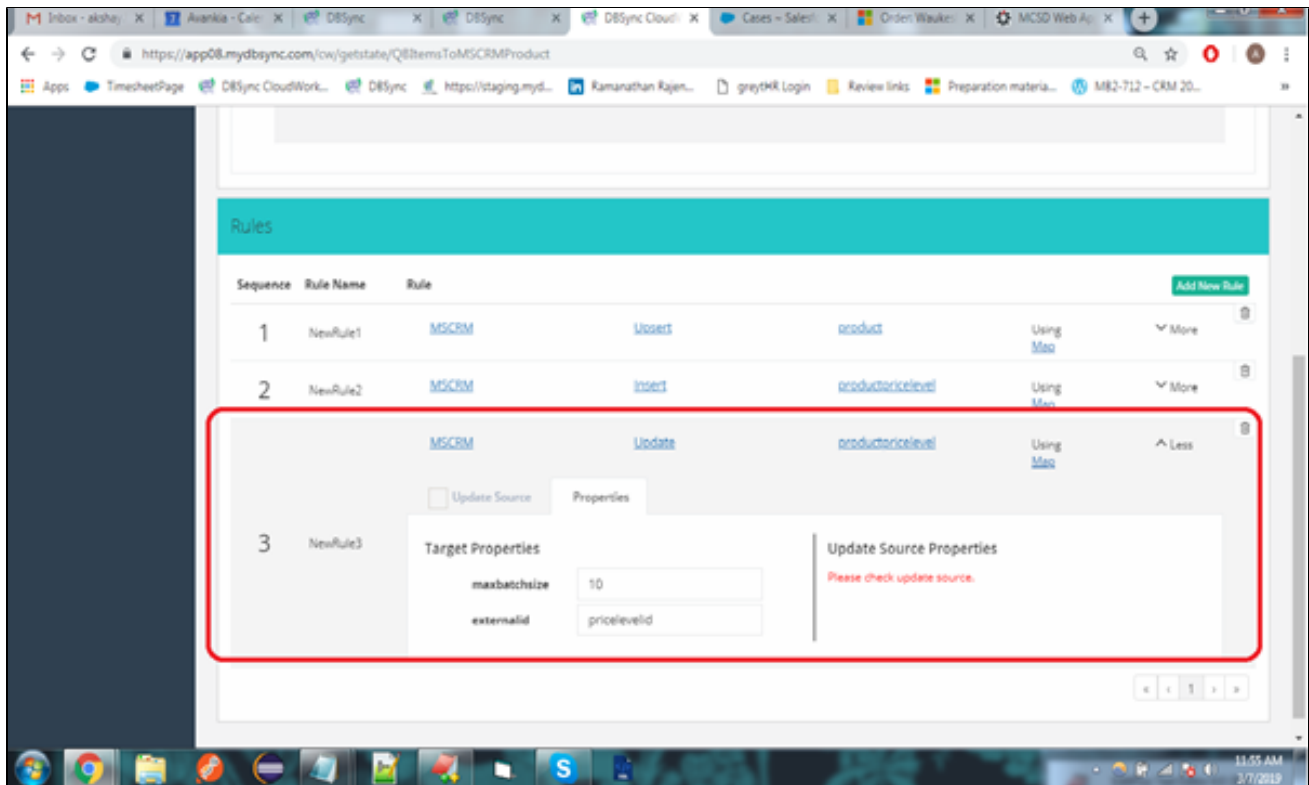 Inbox - akshay
Avankia - Cale
DBSync
DBSync
DBSync Cloud
Cases – Salesf
Order: Waukes
MCSD Web Ap
https://app08.mydbsync.com/cw/getstate/QBItemsToMSCRMProduct
Apps
TimesheetPage
DBSync CloudWork...
DBSync
https://staging.myd...
Ramanathan Rajen...
greytHR Login
Review links
Preparation materia...
MB2-712 – CRM 20...
Rules
Sequence Rule Name Rule
Add New Rule
1 NewRule1 MSCRM Upsert product Using Map More
2 NewRule2 MSCRM Insert productpricelevel Using Map More
MSCRM Update productpricelevel Using Map Less
Update Source Properties
3 NewRule3
Target Properties
maxbatchsize 10
externalid pricelevelid
Update Source Properties
Please check update source.
« ‹ 1 › »
11:55 AM
3/7/2019